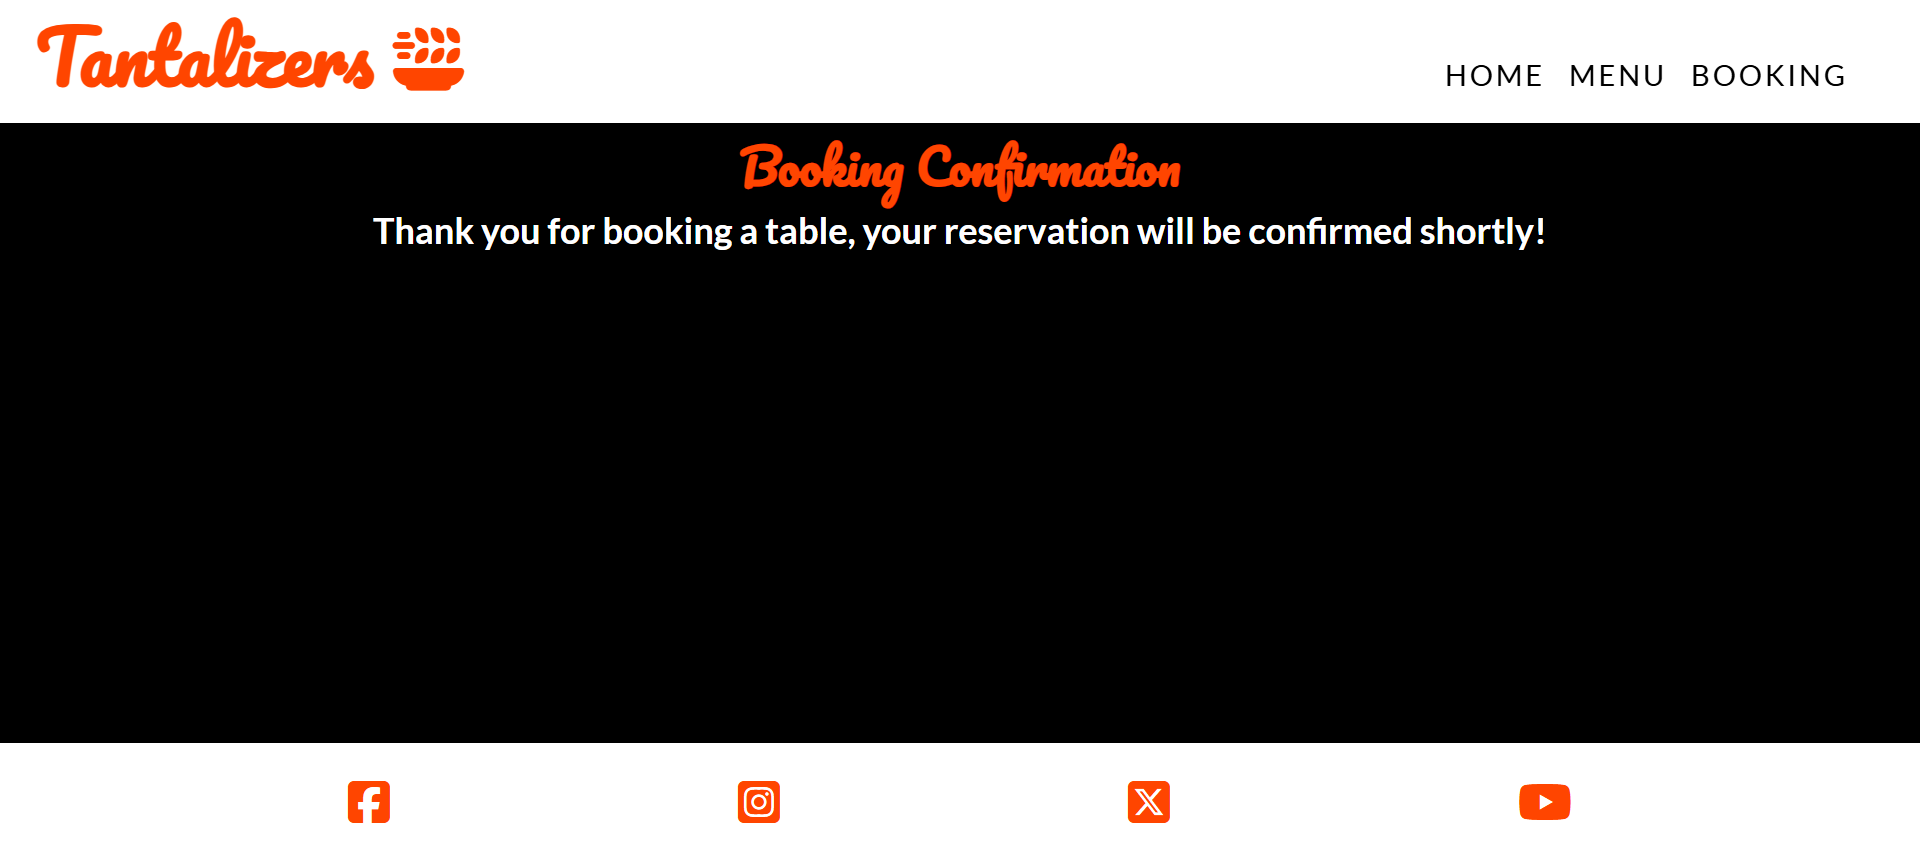 Tantalizers
HOME MENU BOOKING
Booking Confirmation
Thank you for booking a table, your reservation will be confirmed shortly!